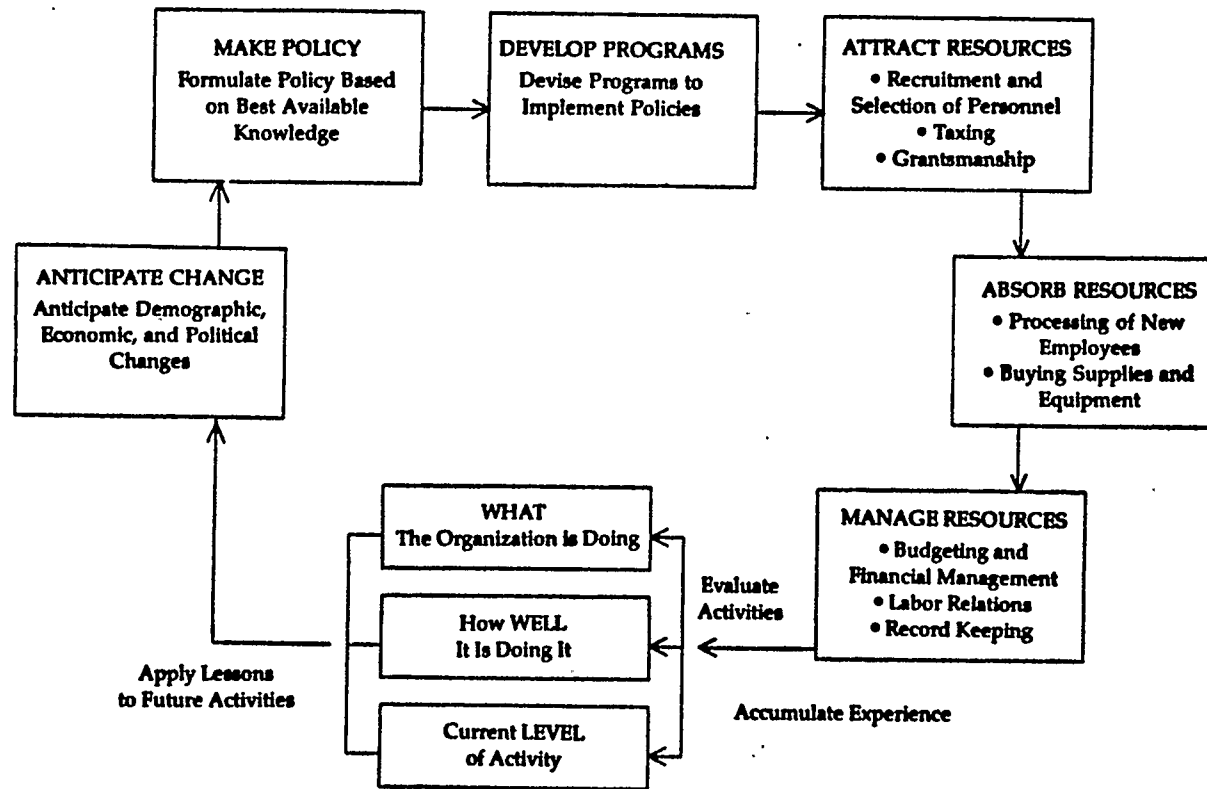 MAKE POLICY
Formulate Policy Based
on Best Available
Knowledge
DEVELOP PROGRAMS
Devise Programs to
Implement Policies
ATTRACT RESOURCES
• Recruitment and
Selection of Personnel
• Taxing
• Grantsmanship
ABSORB RESOURCES
• Processing of New
Employees
• Buying Supplies and
Equipment
MANAGE RESOURCES
• Budgeting and
Financial Management
• Labor Relations
• Record Keeping
Evaluate
Activities
Accumulate Experience
WHAT
The Organization is Doing
How WELL
It Is Doing It
Current LEVEL
of Activity
Apply Lessons
to Future Activities
ANTICIPATE CHANGE
Anticipate Demographic,
Economic, and Political
Changes